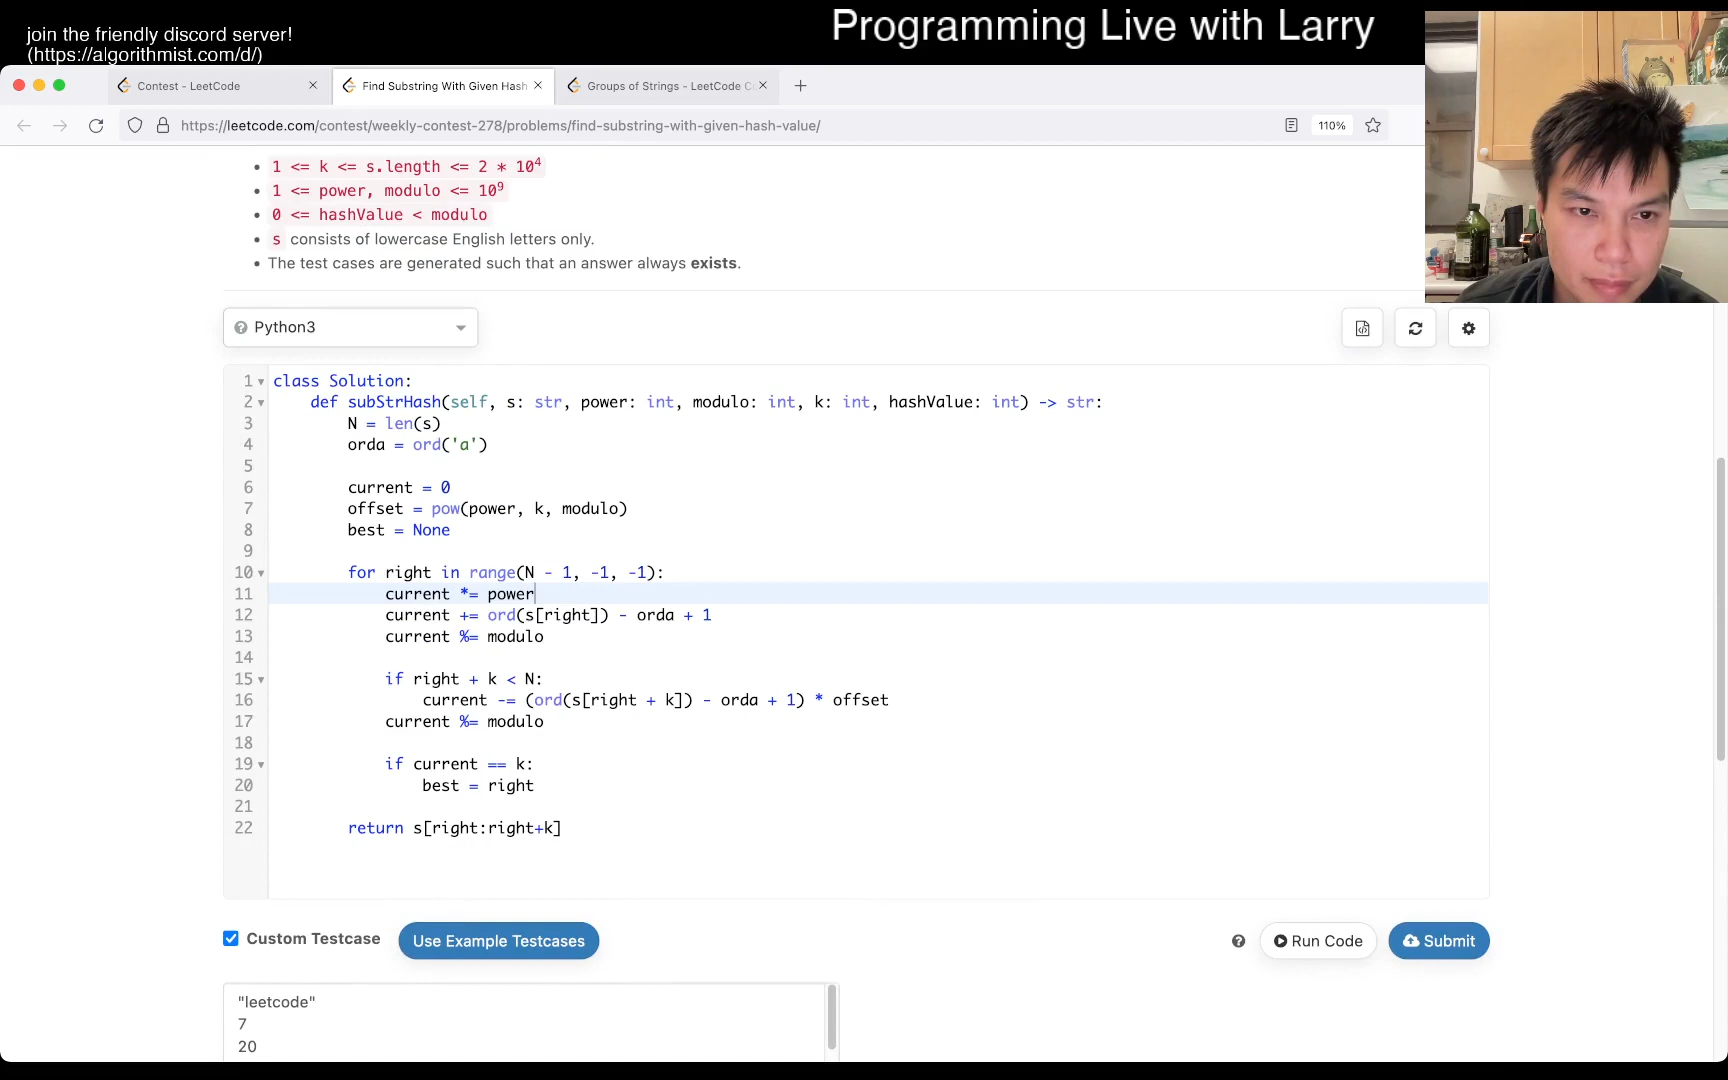 join the friendly discord server!
(https://algorithmist.com/d/)
Programming Live with Larry
Contest - LeetCode
Find Substring With Given Hash
Groups of Strings - LeetCode Co
https://leetcode.com/contest/weekly-contest-278/problems/find-substring-with-given-hash-value/
110%
1 <= k <= s.length <= 2 * 10⁴
1 <= power, modulo <= 10⁹
0 <= hashValue < modulo
s consists of lowercase English letters only.
The test cases are generated such that an answer always exists.
Python3
1 class Solution:
2     def subStrHash(self, s: str, power: int, modulo: int, k: int, hashValue: int) -> str:
3         N = len(s)
4         orda = ord('a')
5
6         current = 0
7         offset = pow(power, k, modulo)
8         best = None
9
10         for right in range(N - 1, -1, -1):
11             current *= power
12             current += ord(s[right]) - orda + 1
13             current %= modulo
14
15             if right + k < N:
16                 current -= (ord(s[right + k]) - orda + 1) * offset
17             current %= modulo
18
19             if current == k:
20                 best = right
21
22         return s[right:right+k]
Custom Testcase
Use Example Testcases
Run Code
Submit
"leetcode"
7
20